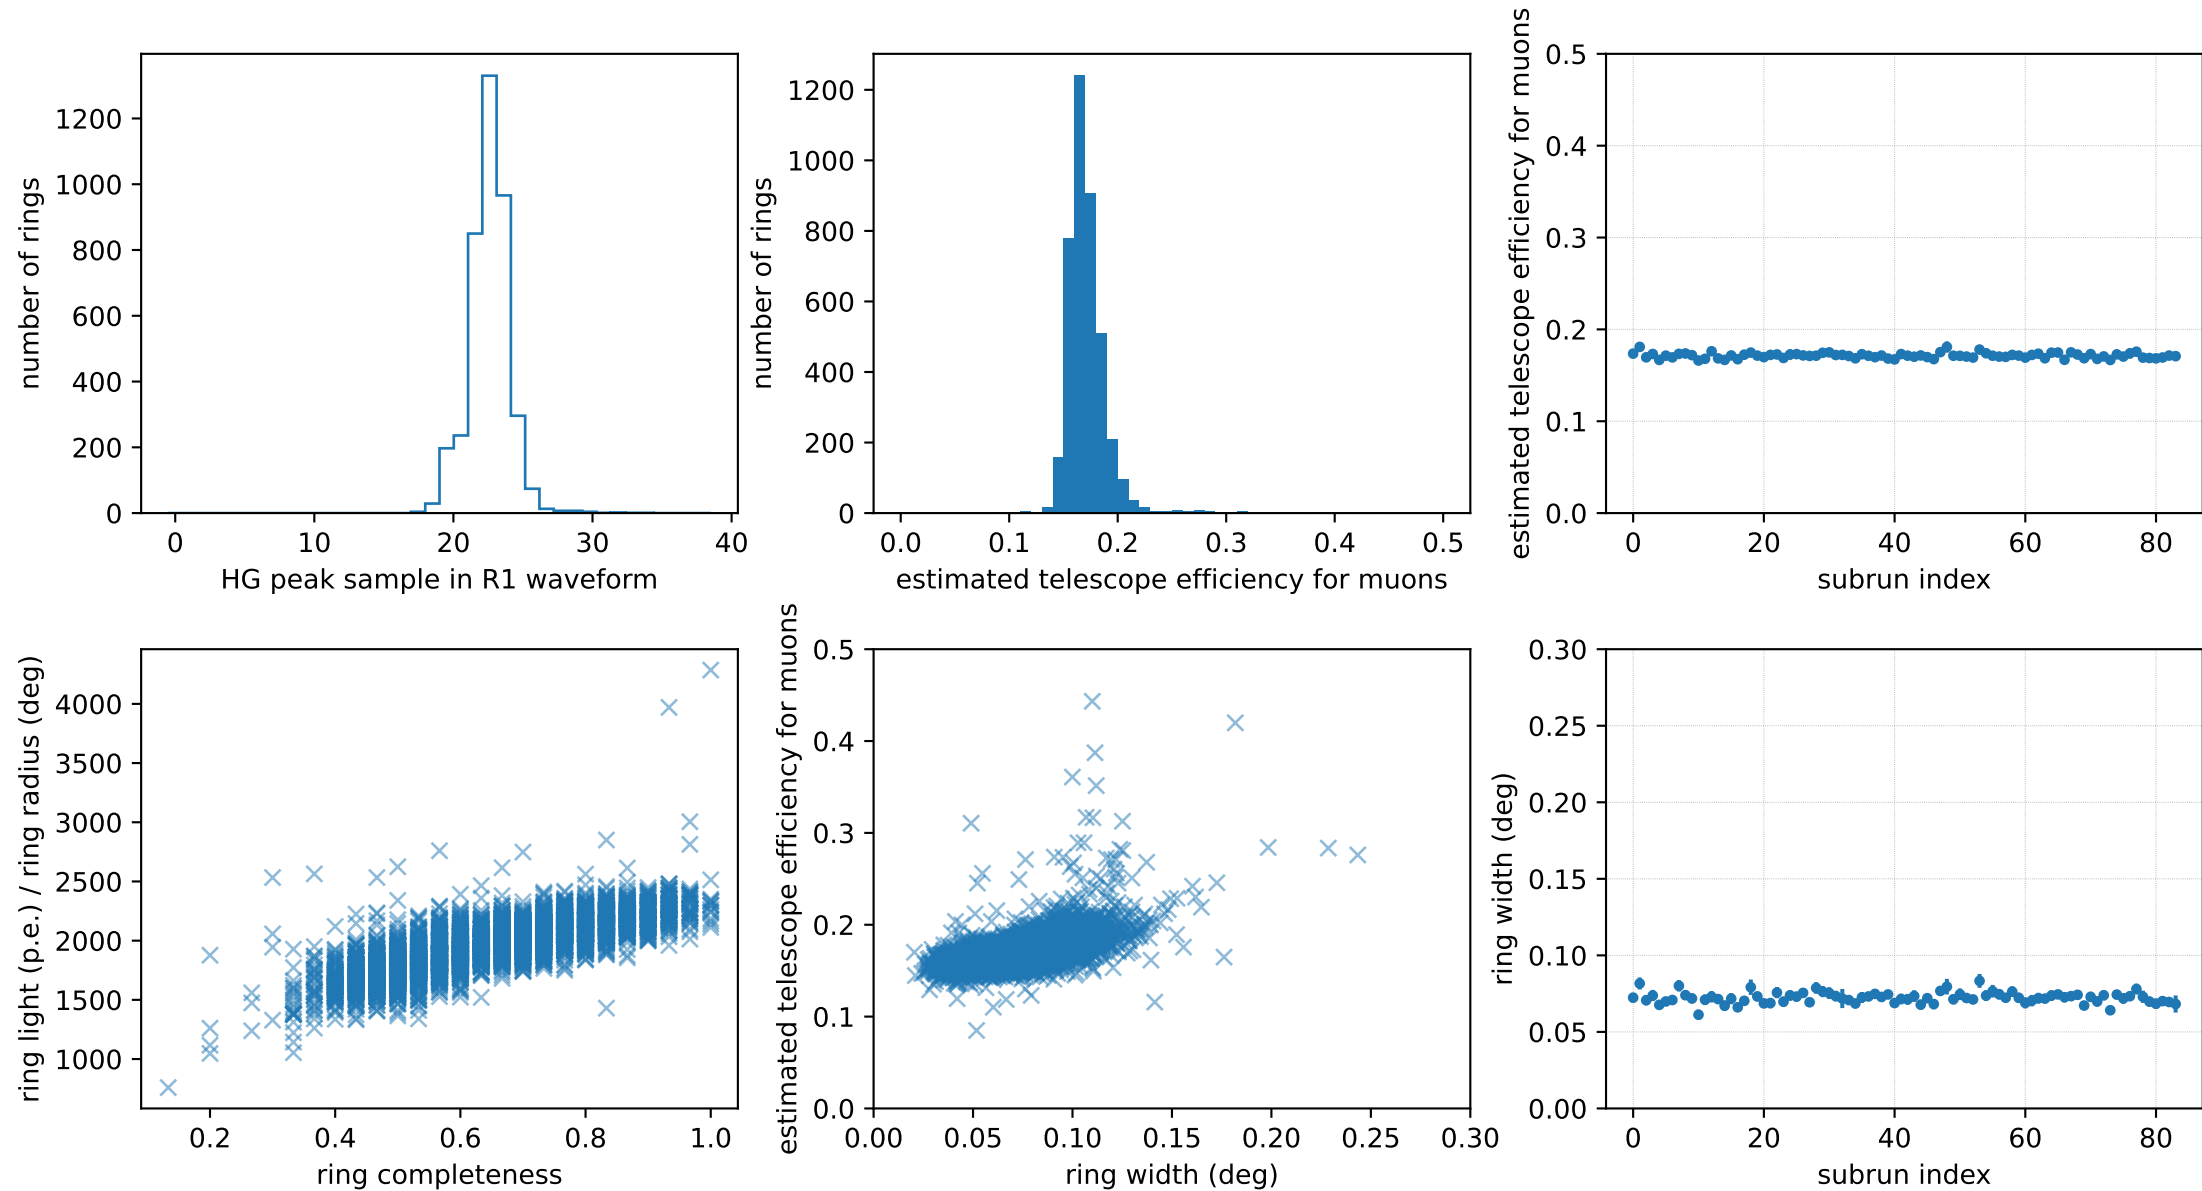 number of rings
1200
1000
800
600
400
200
0
0 10 20 30 40
HG peak sample in R1 waveform
number of rings
1200
1000
800
600
400
200
0
0.0 0.1 0.2 0.3 0.4 0.5
estimated telescope efficiency for muons
estimated telescope efficiency for muons
0.5
0.4
0.3
0.2
0.1
0.0
0 20 40 60 80
subrun index
ring light (p.e.) / ring radius (deg)
4000
3500
3000
2500
2000
1500
1000
0.2 0.4 0.6 0.8 1.0
ring completeness
estimated telescope efficiency for muons
0.5
0.4
0.3
0.2
0.1
0.0
0.00 0.05 0.10 0.15 0.20 0.25 0.30
ring width (deg)
ring width (deg)
0.30
0.25
0.20
0.15
0.10
0.05
0.00
0 20 40 60 80
subrun index